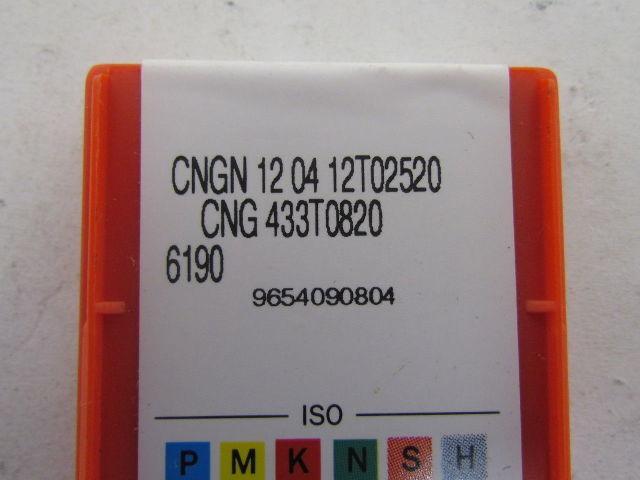 CNGN 12 04 12T02520
CNG 433T0820
6190
9654090804
ISO
P M K N S H